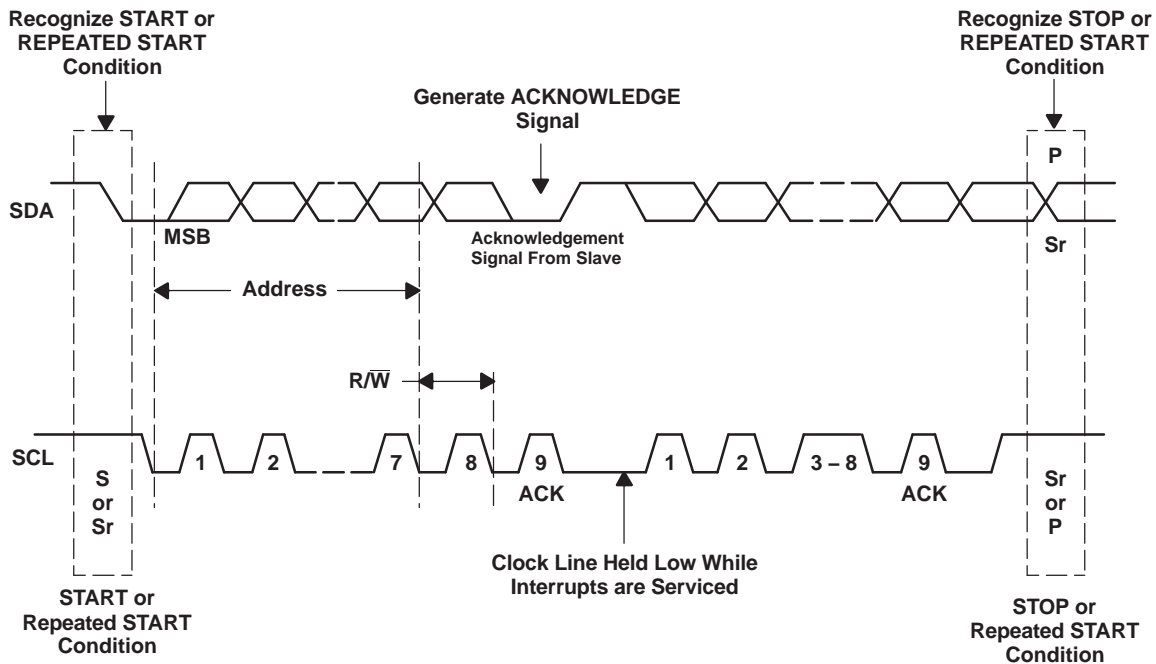 Recognize START or
REPEATED START
Condition
Recognize STOP or
REPEATED START
Condition
Generate ACKNOWLEDGE
Signal
P
SDA
MSB
Acknowledgement
Signal From Slave
Sr
Address
R/W̅
SCL
1
2
7
8
9
1
2
3 – 8
9
ACK
ACK
S
or
Sr
Sr
or
P
Clock Line Held Low While
Interrupts are Serviced
START or
Repeated START
Condition
STOP or
Repeated START
Condition